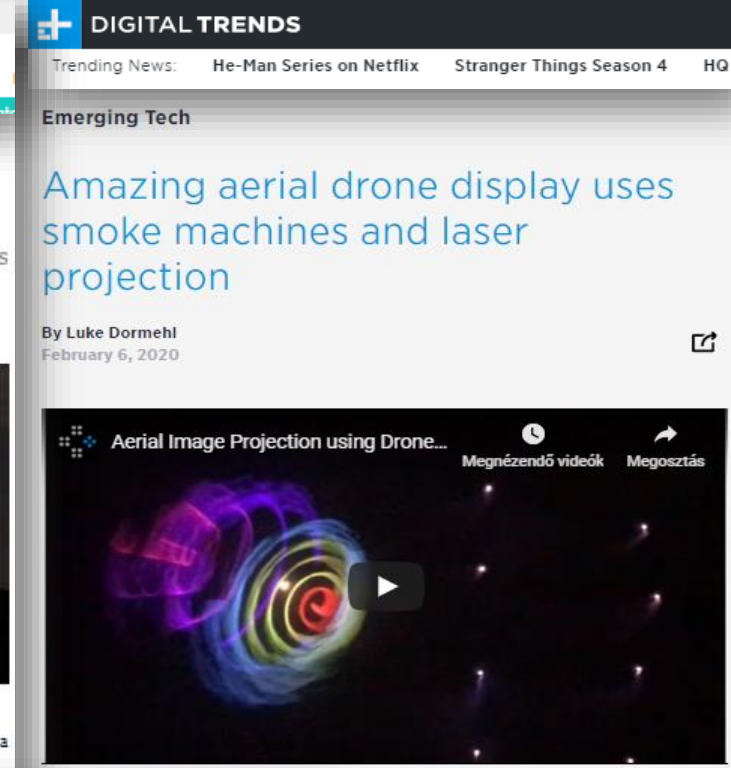 DIGITAL TRENDS
Trending News: He-Man Series on Netflix Stranger Things Season 4 HQ
Emerging Tech
Amazing aerial drone display uses
smoke machines and laser
projection
By Luke Dormehl
February 6, 2020
Aerial Image Projection using Drone...
Megnézendő videók Megosztás